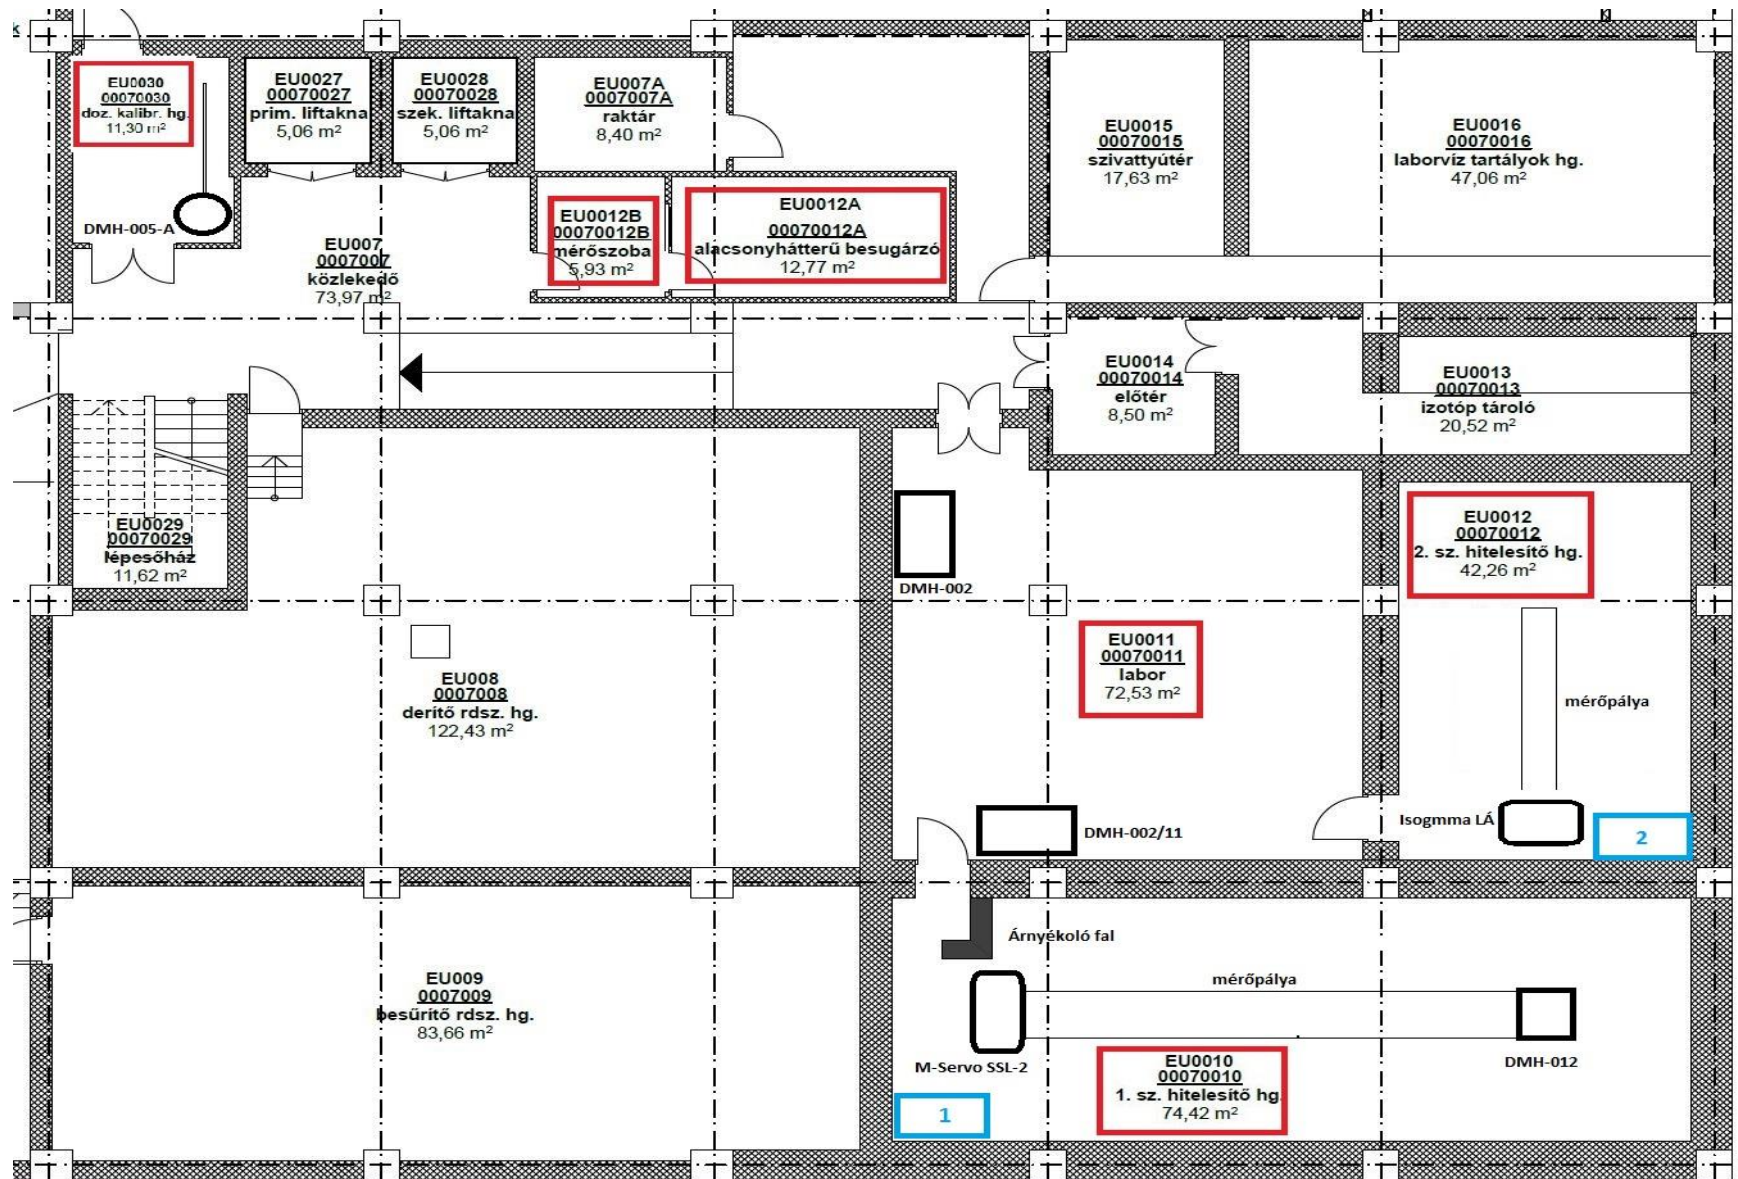 EU0030
00070030
doz. kalibr. hg.
11,30 m²
EU0027
00070027
prim. liftakna
5,06 m²
EU0028
00070028
szek. liftakna
5,06 m²
EU007A
0007007A
raktár
8,40 m²
EU0015
00070015
szivattyútér
17,63 m²
EU0016
00070016
laborvíz tartályok hg.
47,06 m²
DMH-005-A
EU007
0007007
közlekedő
73,97 m²
EU0012B
00070012B
mérőszoba
5,93 m²
EU0012A
00070012A
alacsonyhátterű besugárzó
12,77 m²
EU0014
00070014
előtér
8,50 m²
EU0013
00070013
izotóp tároló
20,52 m²
EU0029
00070029
lépcsőház
11,62 m²
DMH-002
EU0012
00070012
2. sz. hitelesítő hg.
42,26 m²
EU008
0007008
derítő rdsz. hg.
122,43 m²
EU0011
00070011
labor
72,53 m²
mérőpálya
DMH-002/11
Isogmma LÁ
2
Árnyékoló fal
EU009
0007009
besűrítő rdsz. hg.
83,66 m²
mérőpálya
M-Servo SSL-2
DMH-012
EU0010
00070010
1. sz. hitelesítő hg.
74,42 m²
1